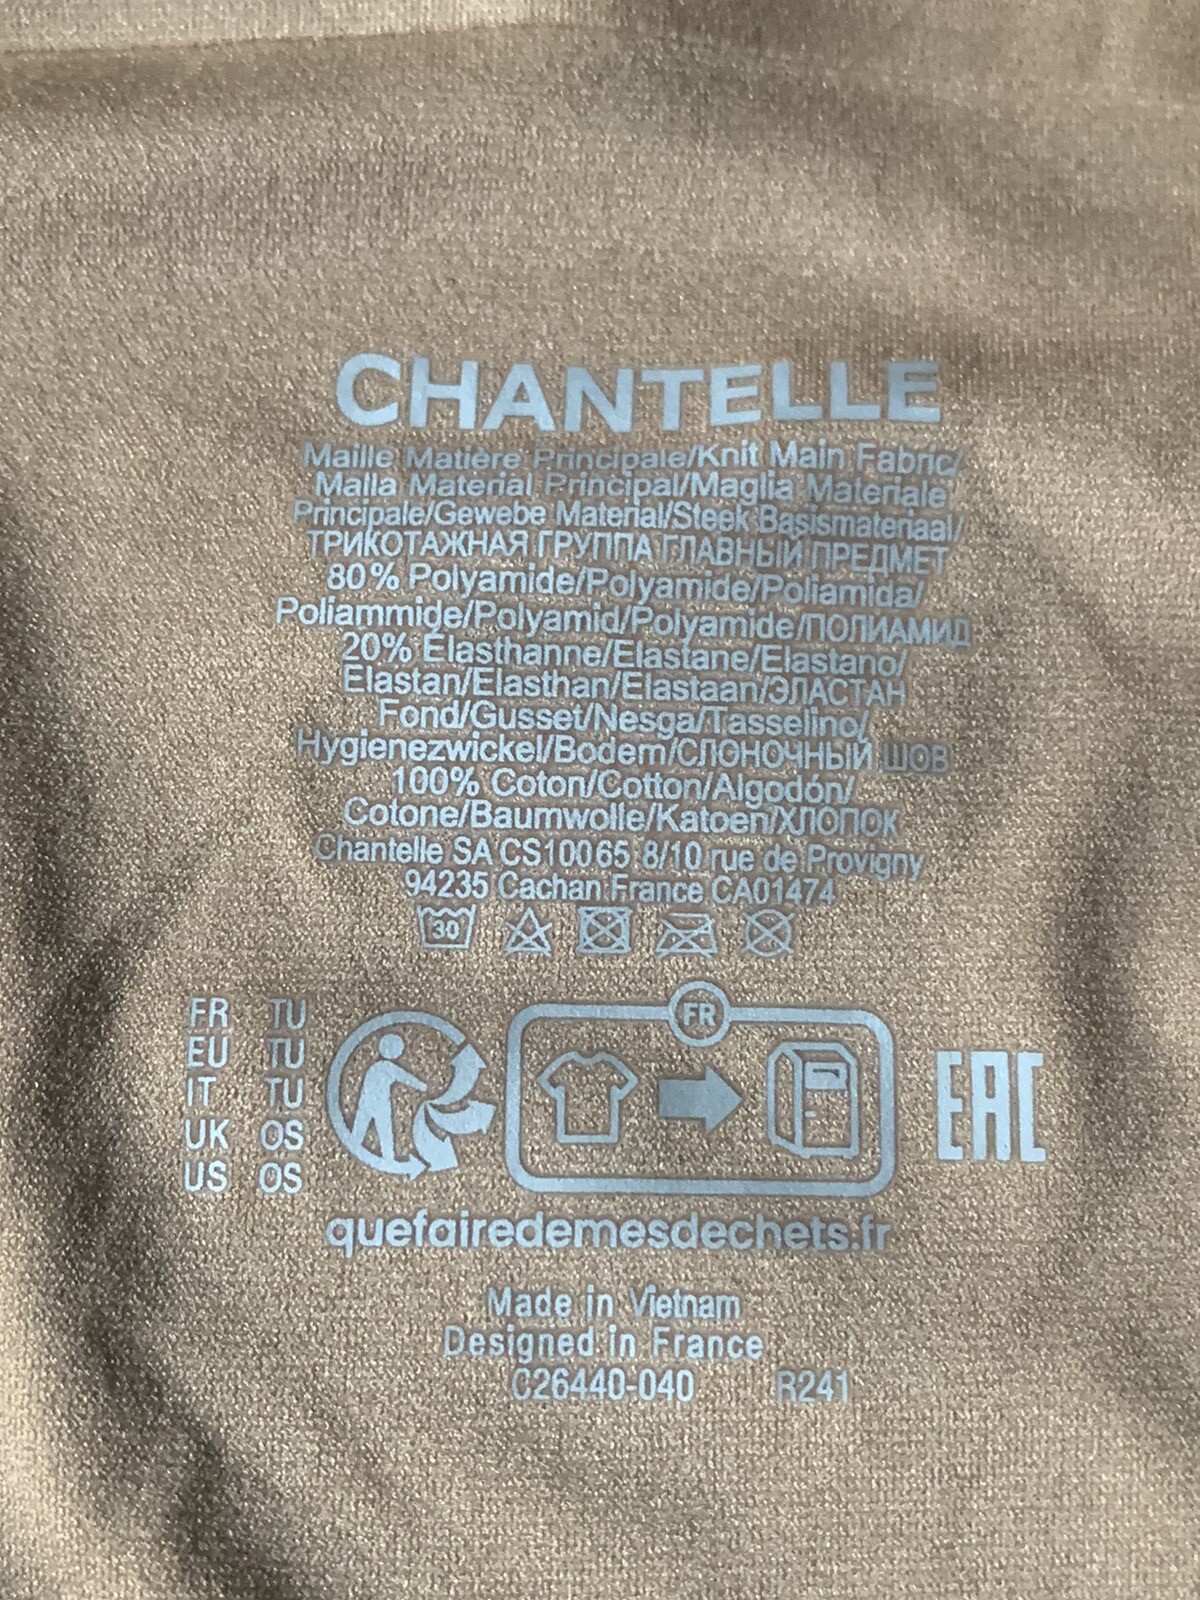 CHANTELLE
Maille Matière Principale/Knit Main Fabric/
Malla Material Principal/Maglia Materiale
Principale/Gewebe Material/Steek Basismateriaal/
ТРИКОТАЖНАЯ ГРУППА ГЛАВНЫЙ ПРЕДМЕТ
80% Polyamide/Polyamide/Poliamida/
Poliammide/Polyamid/Polyamide/ПОЛИАМИД
20% Élasthanne/Elastane/Elastano/
Elastan/Elasthan/Elastaan/ЭЛАСТАН
Fond/Gusset/Nesga/Tasselino/
Hygienezwickel/Bodem/СЛОНОЧНЫЙ ШОВ
100% Coton/Cotton/Algodón/
Cotone/Baumwolle/Katoen/ХЛОПОК
Chantelle SA CS10065 8/10 rue de Provigny
94235 Cachan France CA01474
30
FR TU
EU TU
IT TU
UK OS
US OS
FR
EAC
quefairedemesdechets.fr
Made in Vietnam
Designed in France
C26440-040 R241